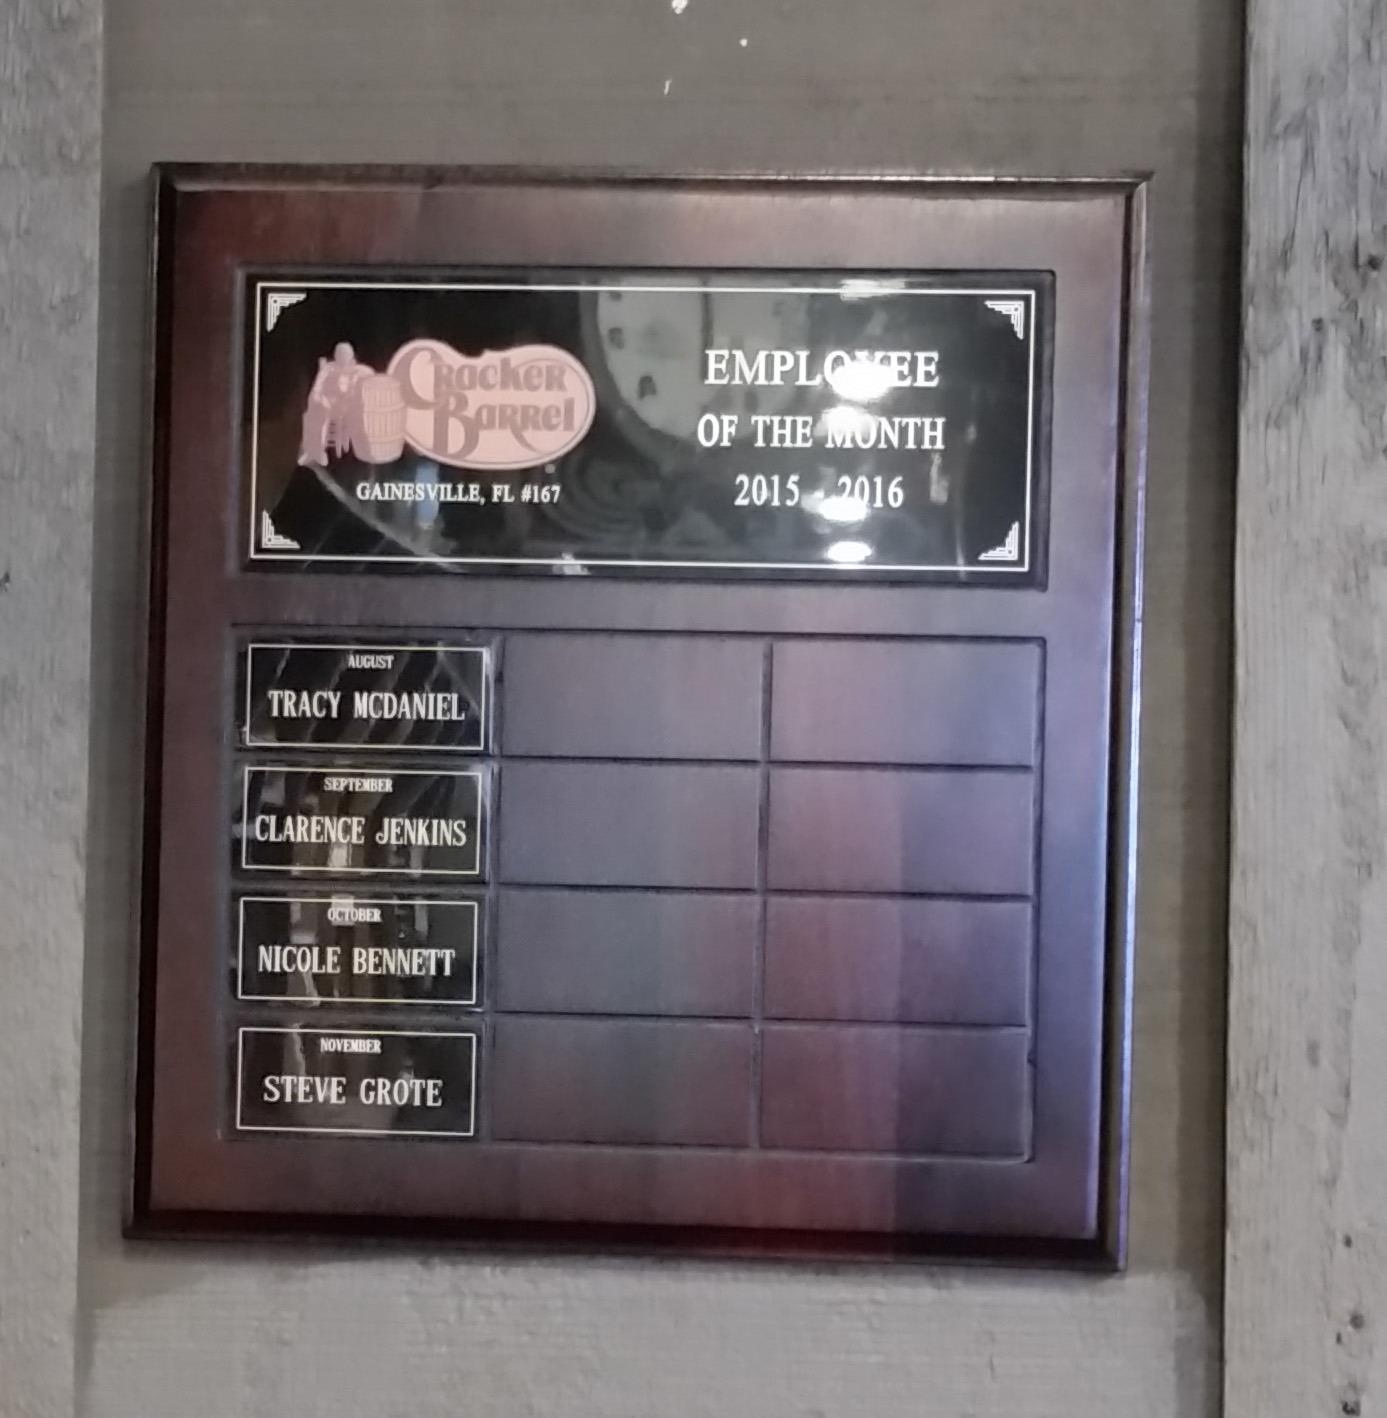 Cracker
Barrel
GAINESVILLE, FL #167
EMPLOYEE
OF THE MONTH
2015 - 2016
AUGUST
TRACY MCDANIEL
SEPTEMBER
CLARENCE JENKINS
OCTOBER
NICOLE BENNETT
NOVEMBER
STEVE GROTE